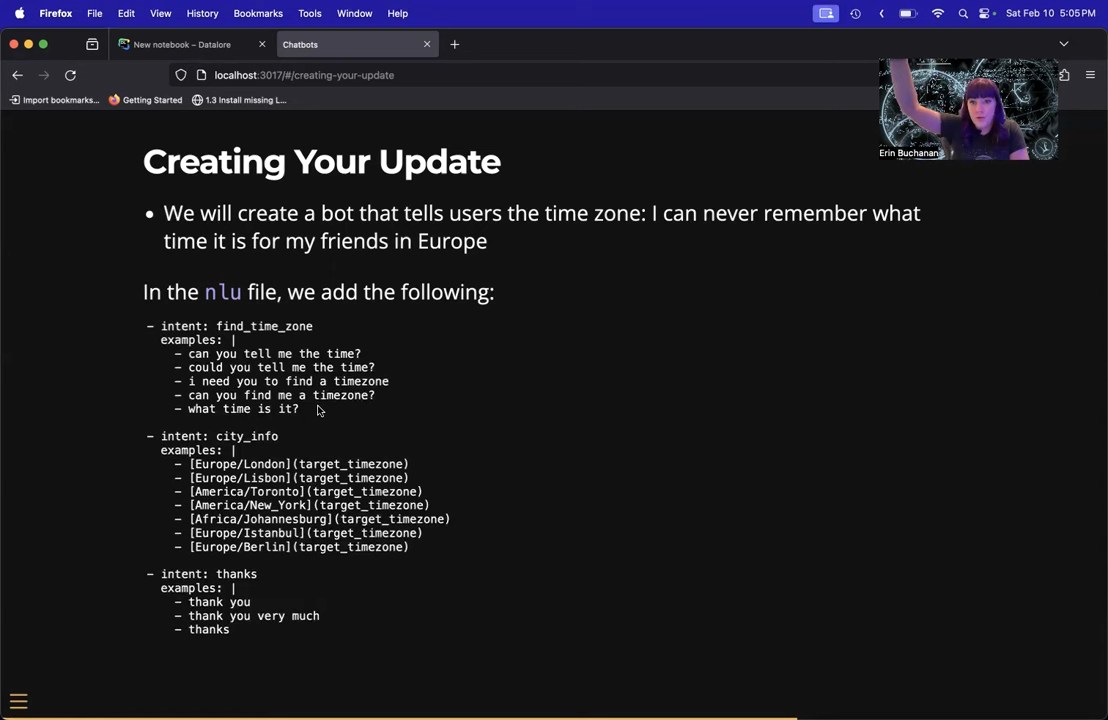 Firefox File Edit View History Bookmarks Tools Window Help Sat Feb 10 5:05 PM
New notebook – Datalore Chatbots
localhost:3017/#/creating-your-update
Import bookmarks... Getting Started 1.3 Install missing L...
Erin Buchanan
Creating Your Update
• We will create a bot that tells users the time zone: I can never remember what
time it is for my friends in Europe
In the nlu file, we add the following:
- intent: find_time_zone
examples: |
- can you tell me the time?
- could you tell me the time?
- i need you to find a timezone
- can you find me a timezone?
- what time is it?
- intent: city_info
examples: |
- [Europe/London](target_timezone)
- [Europe/Lisbon](target_timezone)
- [America/Toronto](target_timezone)
- [America/New_York](target_timezone)
- [Africa/Johannesburg](target_timezone)
- [Europe/Istanbul](target_timezone)
- [Europe/Berlin](target_timezone)
- intent: thanks
examples: |
- thank you
- thank you very much
- thanks